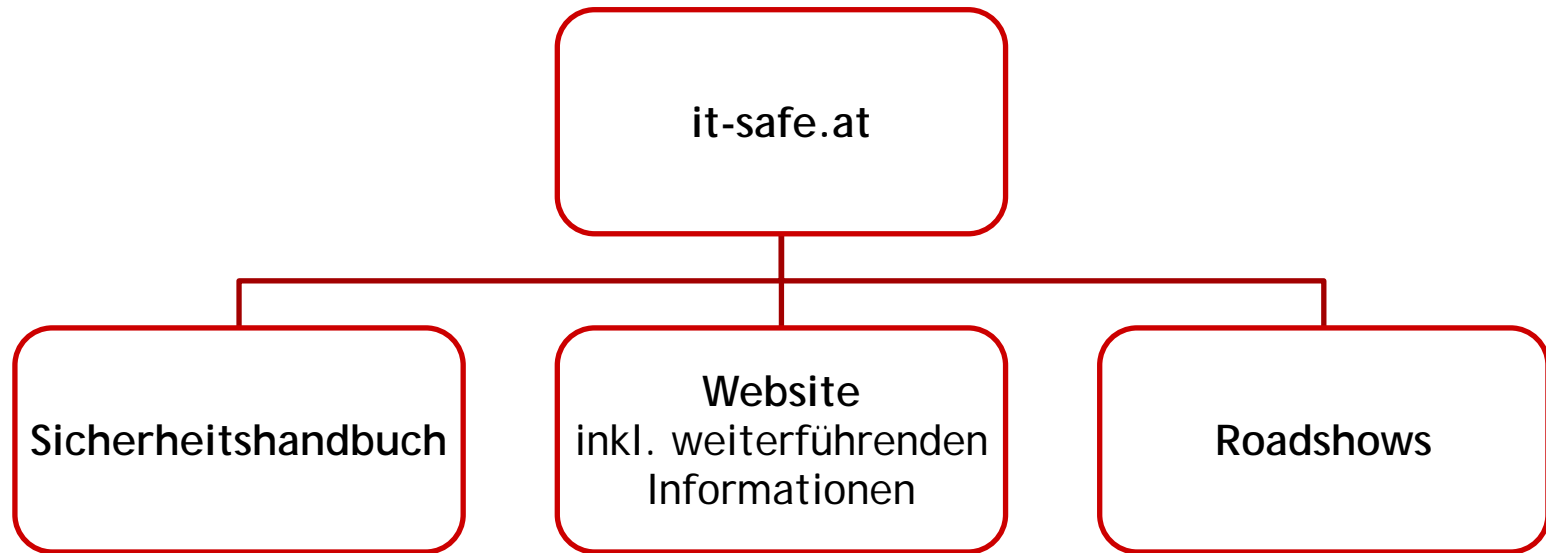 it-safe.at
Sicherheitshandbuch
Website
inkl. weiterführenden
Informationen
Roadshows